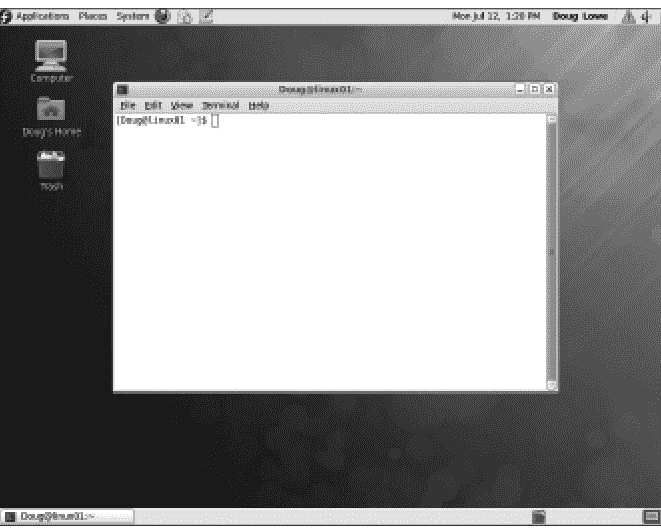 Applications Places System Mon Jul 12, 1:20 PM Doug Lowe
Computer
Doug's Home
Trash
Doug@linux01:~
File Edit View Terminal Help
[Doug@linux01 ~]$
Doug@linux01:~